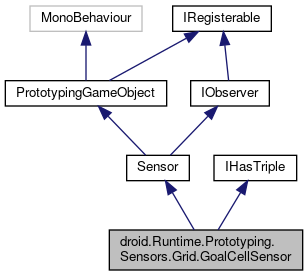 MonoBehaviour
IRegisterable
PrototypingGameObject
IObserver
Sensor
IHasTriple
droid.Runtime.Prototyping.
Sensors.Grid.GoalCellSensor